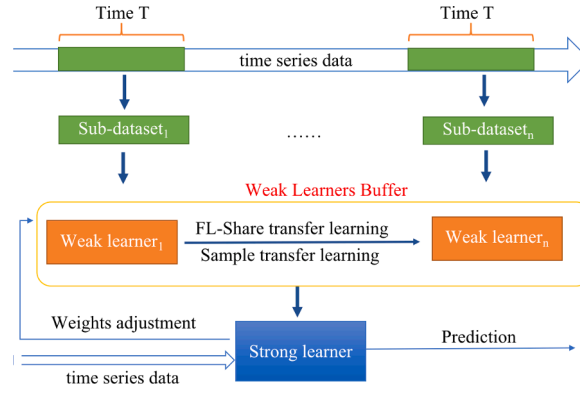 Time T
Time T
time series data
Sub-dataset₁
......
Sub-datasetₙ
Weak Learners Buffer
Weak learner₁
FL-Share transfer learning
Sample transfer learning
Weak learnerₙ
Weights adjustment
Strong learner
Prediction
time series data